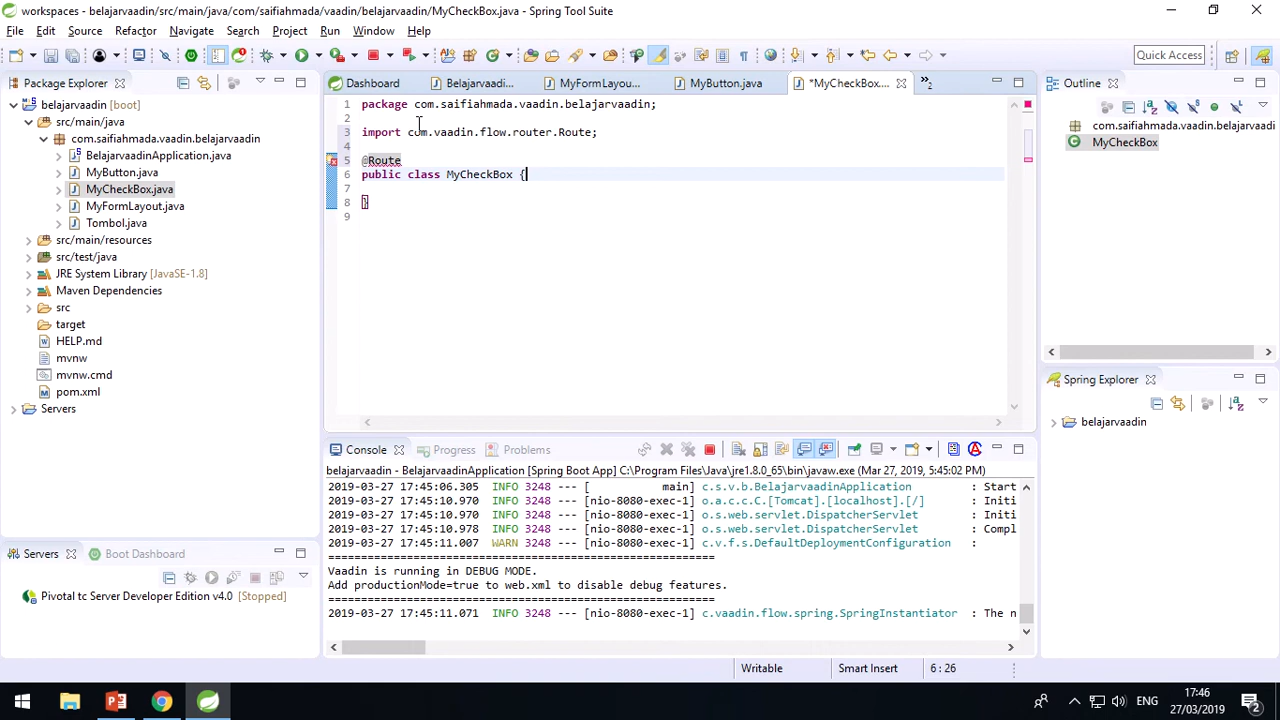 workspaces - belajarvaadin/src/main/java/com/saifiahmada/vaadin/belajarvaadin/MyCheckBox.java - Spring Tool Suite
File Edit Source Refactor Navigate Search Project Run Window Help
Quick Access
Package Explorer
belajarvaadin [boot]
src/main/java
com.saifiahmada.vaadin.belajarvaadin
BelajarvaadinApplication.java
MyButton.java
MyCheckBox.java
MyFormLayout.java
Tombol.java
src/main/resources
src/test/java
JRE System Library [JavaSE-1.8]
Maven Dependencies
src
target
HELP.md
mvnw
mvnw.cmd
pom.xml
Servers
Dashboard Belajarvaadi... MyFormLayou... MyButton.java *MyCheckBox.... »2
1 package com.saifiahmada.vaadin.belajarvaadin;
2
3 import com.vaadin.flow.router.Route;
4
5 @Route
6 public class MyCheckBox {
7
8 }
9
Outline
com.saifiahmada.vaadin.belajarvaadin
MyCheckBox
Spring Explorer
belajarvaadin
Console Progress Problems
belajarvaadin - BelajarvaadinApplication [Spring Boot App] C:\Program Files\Java\jre1.8.0_65\bin\javaw.exe (Mar 27, 2019, 5:45:02 PM)
2019-03-27 17:45:06.305 INFO 3248 --- [ main] c.s.v.b.BelajarvaadinApplication : Start
2019-03-27 17:45:10.970 INFO 3248 --- [nio-8080-exec-1] o.a.c.c.C.[Tomcat].[localhost].[/] : Initi
2019-03-27 17:45:10.970 INFO 3248 --- [nio-8080-exec-1] o.s.web.servlet.DispatcherServlet : Initi
2019-03-27 17:45:10.978 INFO 3248 --- [nio-8080-exec-1] o.s.web.servlet.DispatcherServlet : Compl
2019-03-27 17:45:11.007 WARN 3248 --- [nio-8080-exec-1] c.v.f.s.DefaultDeploymentConfiguration :
====================================================================
Vaadin is running in DEBUG MODE.
Add productionMode=true to web.xml to disable debug features.
====================================================================
2019-03-27 17:45:11.071 INFO 3248 --- [nio-8080-exec-1] c.vaadin.flow.spring.SpringInstantiator : The n
Servers Boot Dashboard
Pivotal tc Server Developer Edition v4.0 [Stopped]
Writable Smart Insert 6 : 26
ENG
17:46
27/03/2019
2